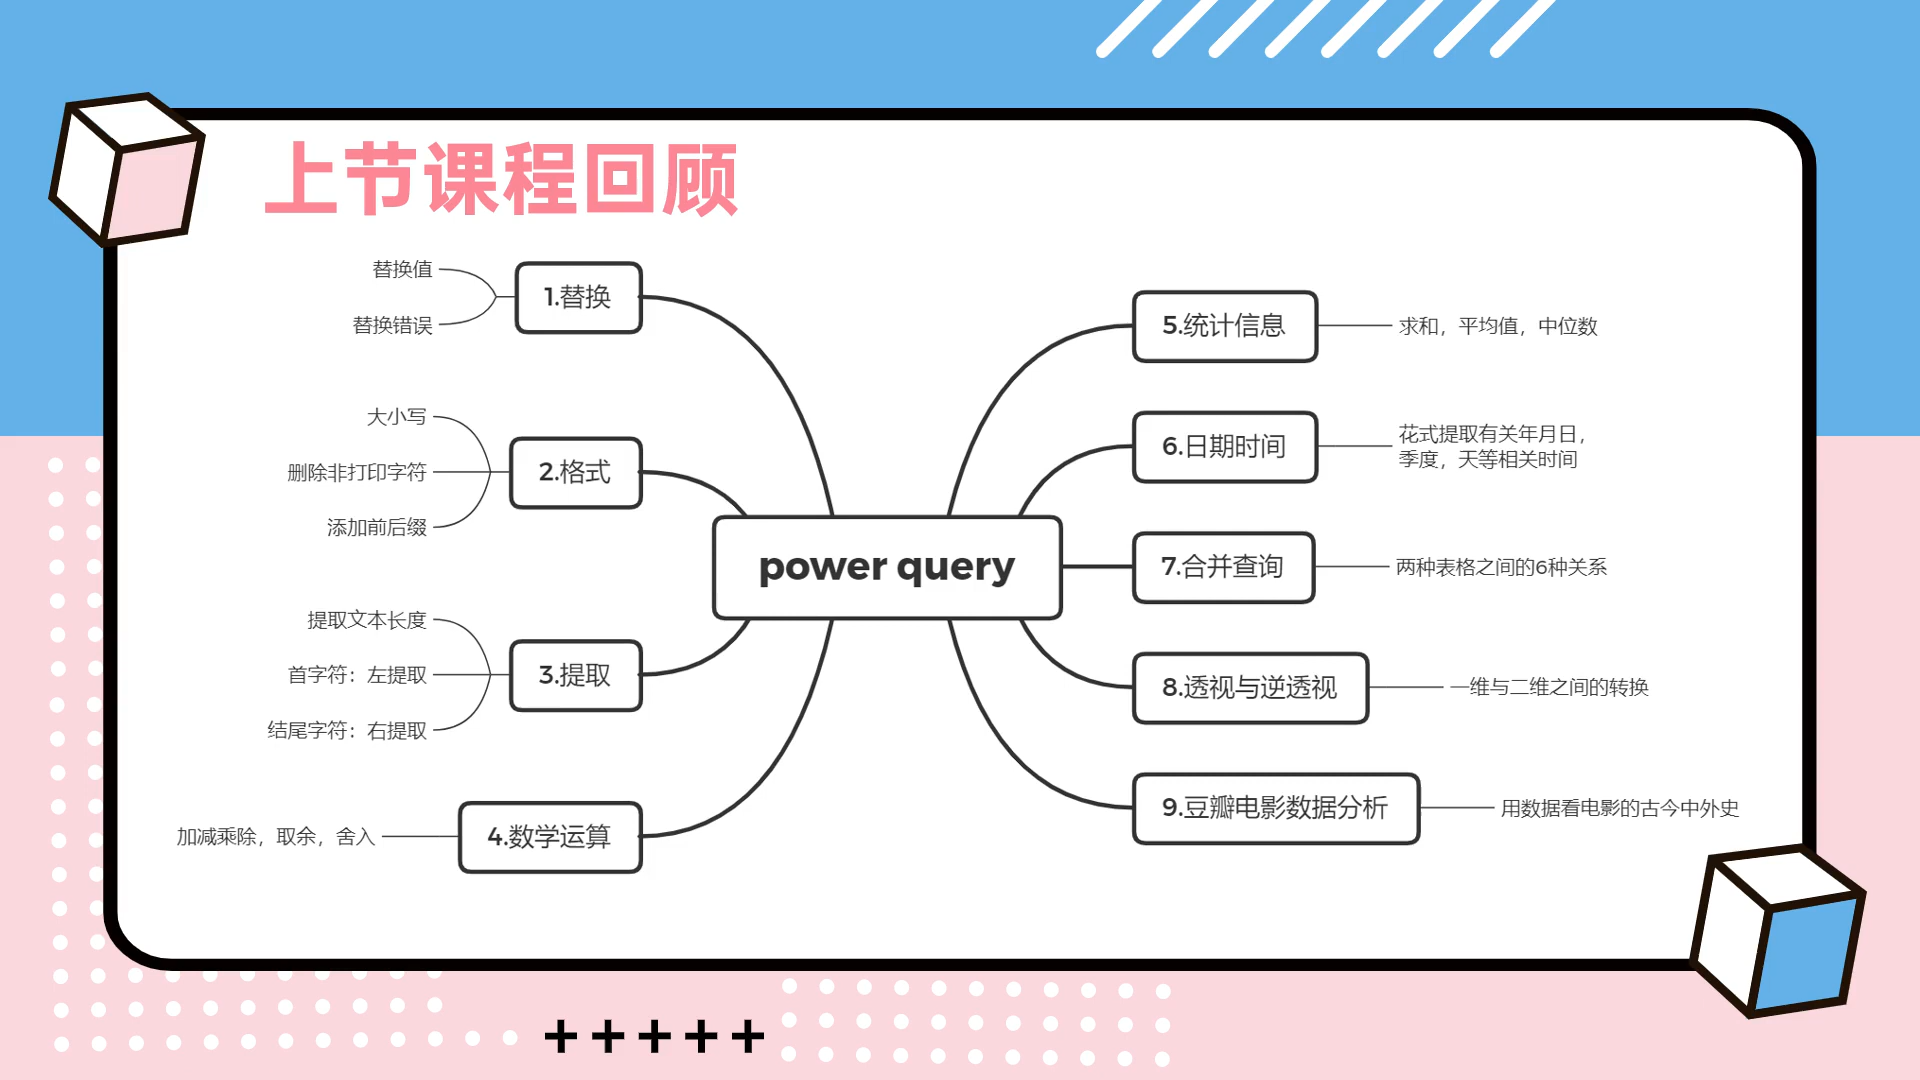 上节课程回顾
1.替换
替换值
替换错误
2.格式
大小写
删除非打印字符
添加前后缀
3.提取
提取文本长度
首字符：左提取
结尾字符：右提取
4.数学运算
加减乘除，取余，舍入
power query
5.统计信息
求和，平均值，中位数
6.日期时间
花式提取有关年月日，
季度，天等相关时间
7.合并查询
两种表格之间的6种关系
8.透视与逆透视
一维与二维之间的转换
9.豆瓣电影数据分析
用数据看电影的古今中外史